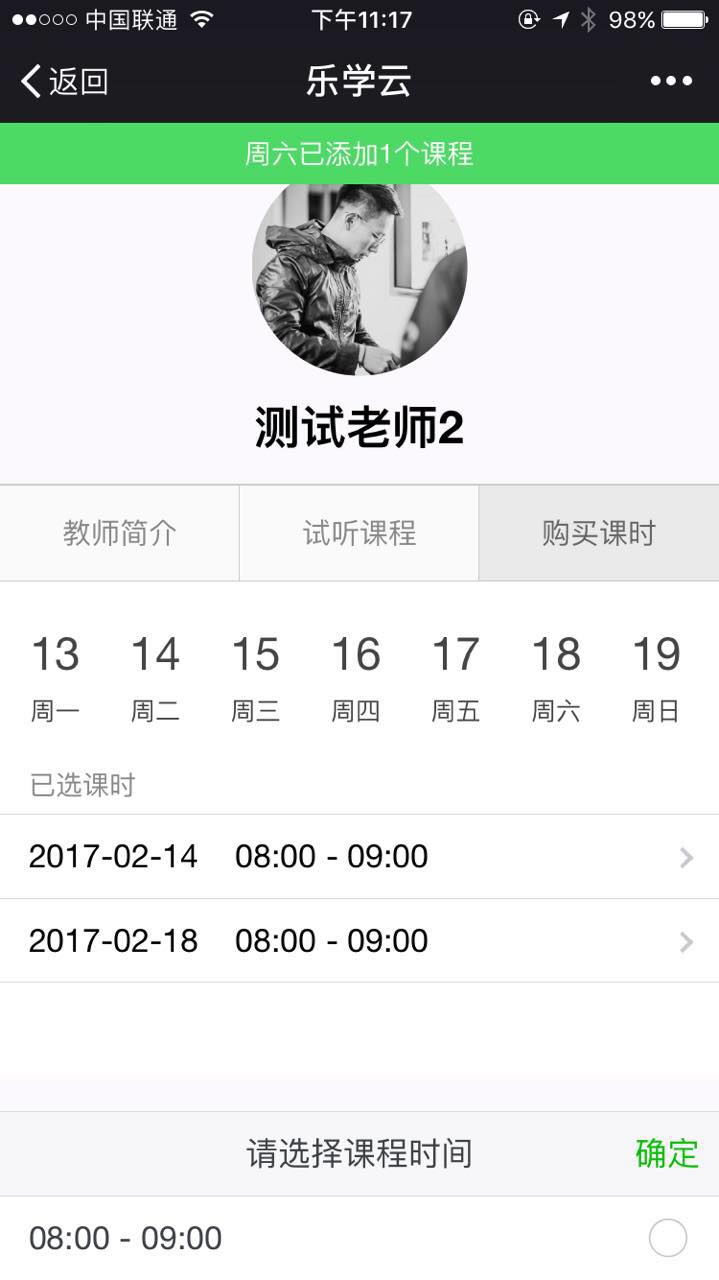 中国联通 下午11:17 98%
返回 乐学云
周六已添加1个课程
测试老师2
教师简介 试听课程 购买课时
13 14 15 16 17 18 19
周一 周二 周三 周四 周五 周六 周日
已选课时
2017-02-14 08:00 - 09:00
2017-02-18 08:00 - 09:00
请选择课程时间 确定
08:00 - 09:00